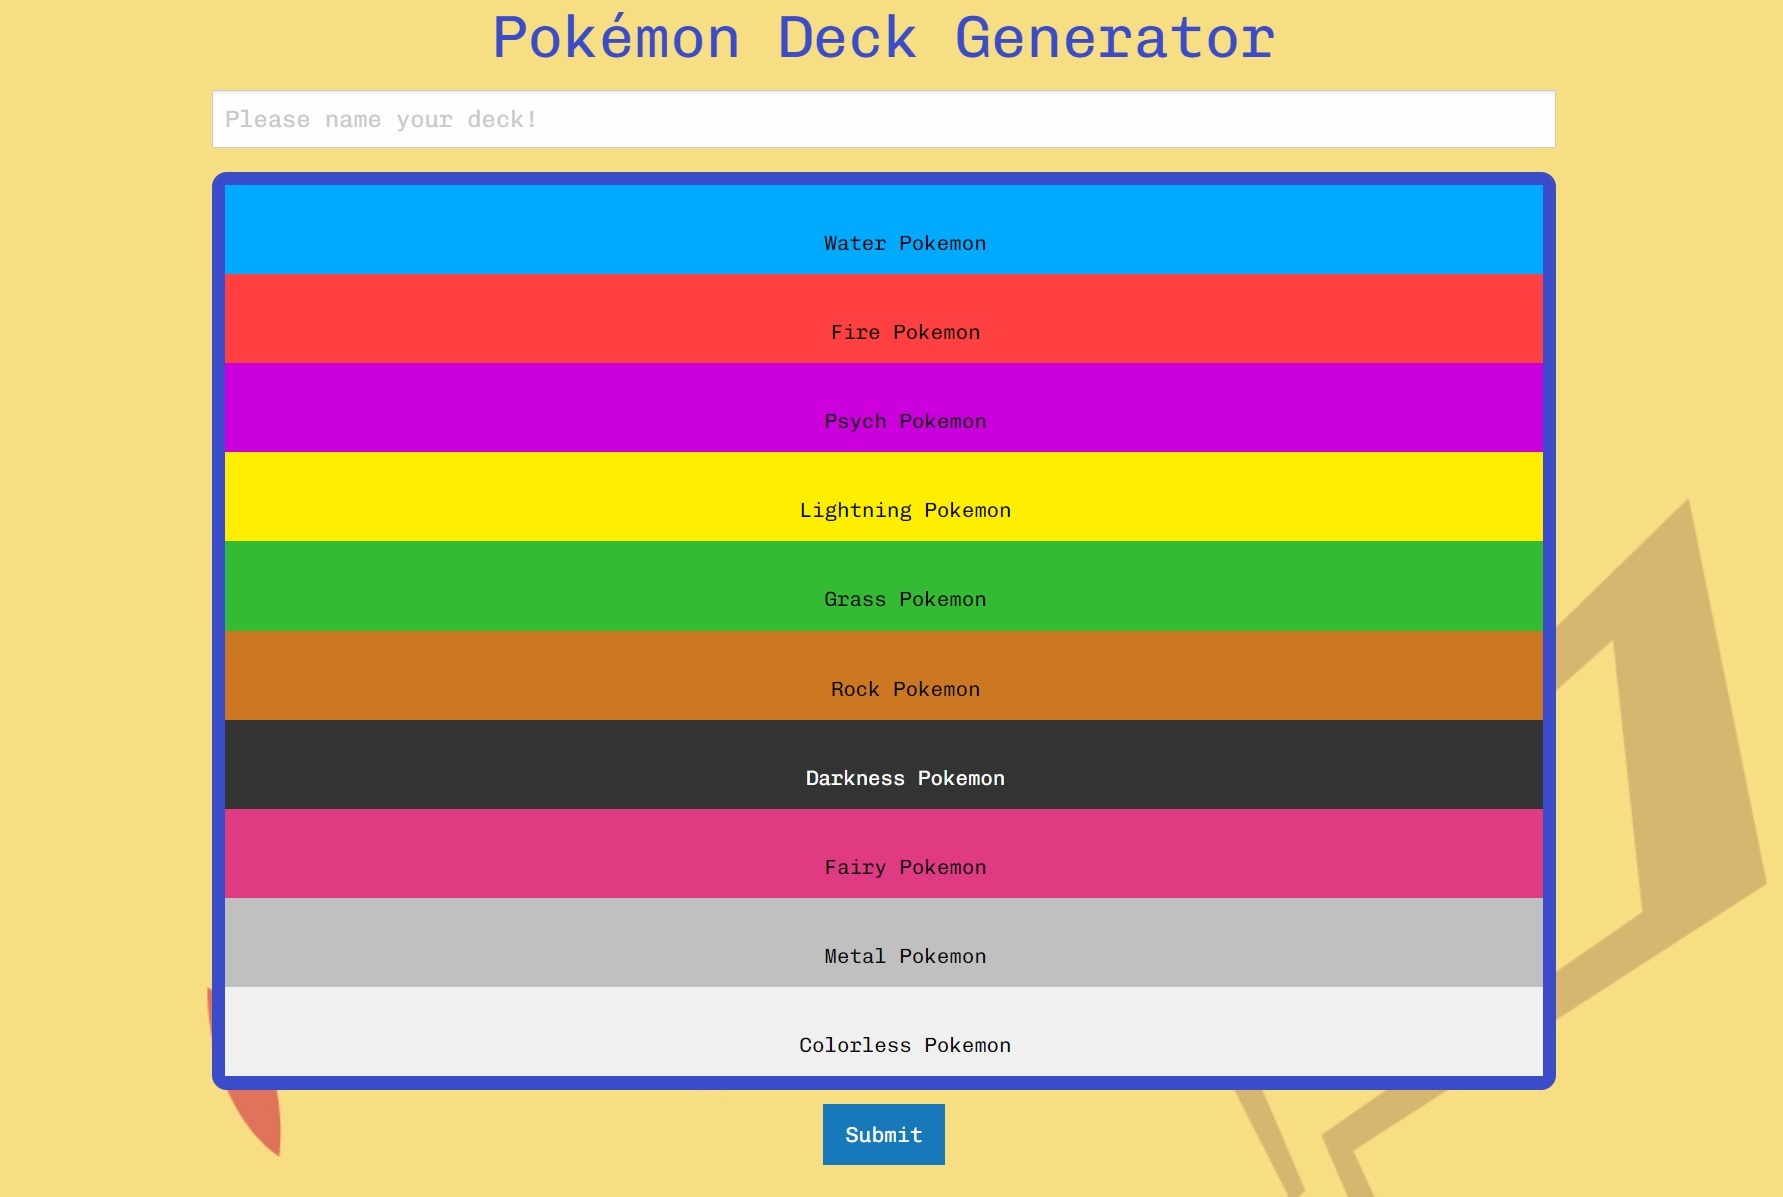 Pokémon Deck Generator
Please name your deck!
Water Pokemon
Fire Pokemon
Psych Pokemon
Lightning Pokemon
Grass Pokemon
Rock Pokemon
Darkness Pokemon
Fairy Pokemon
Metal Pokemon
Colorless Pokemon
Submit